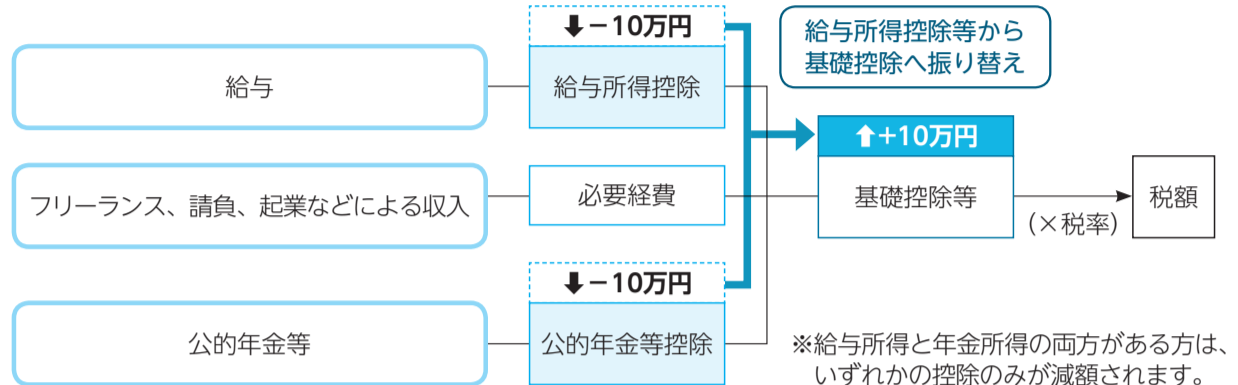 給与
↓−10万円
給与所得控除
給与所得控除等から
基礎控除へ振り替え
フリーランス、請負、起業などによる収入
必要経費
↑+10万円
基礎控除等
(×税率)
税額
公的年金等
↓−10万円
公的年金等控除
※給与所得と年金所得の両方がある方は、
いずれかの控除のみが減額されます。